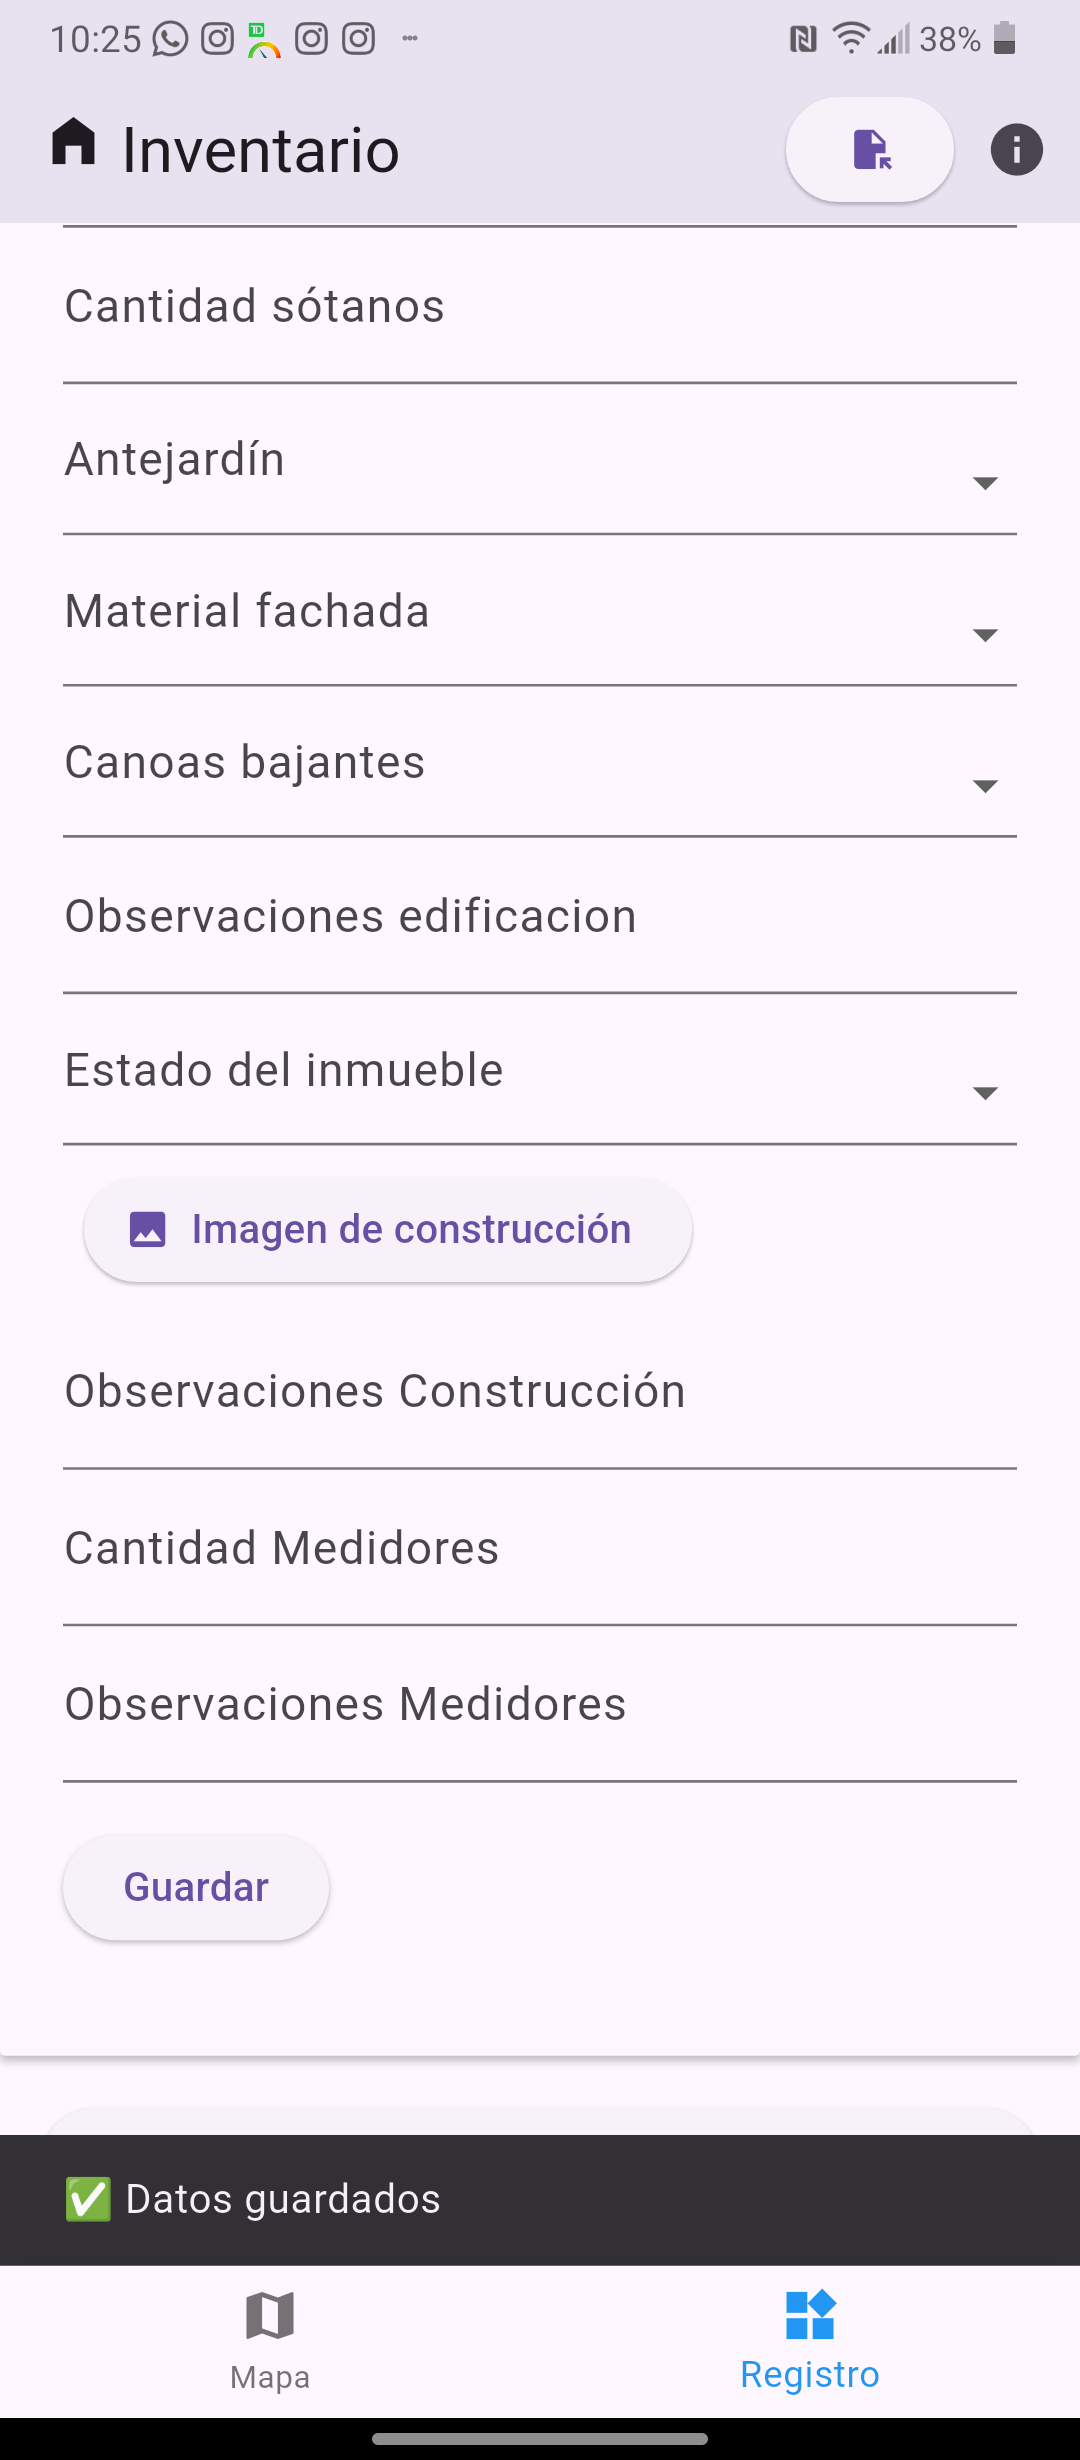 10:25
38%
Inventario
Cantidad sótanos
Antejardín
Material fachada
Canoas bajantes
Observaciones edificacion
Estado del inmueble
Imagen de construcción
Observaciones Construcción
Cantidad Medidores
Observaciones Medidores
Guardar
✅ Datos guardados
Mapa
Registro